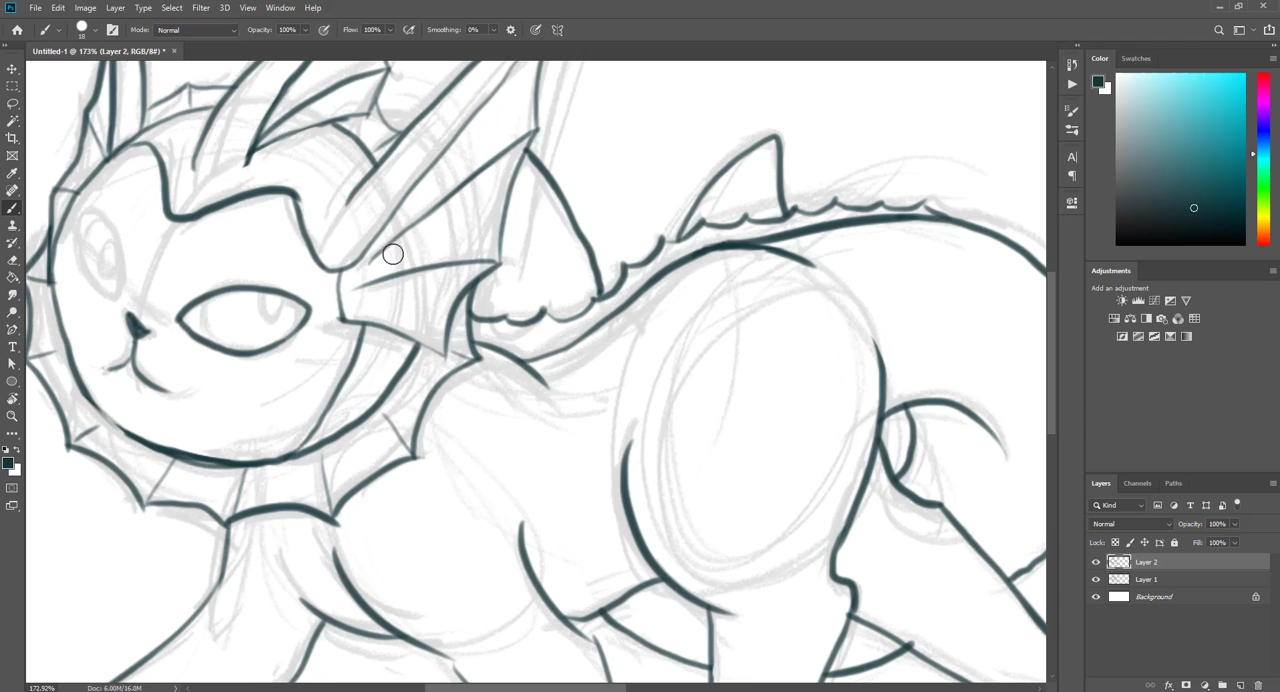 Ps File Edit Image Layer Type Select Filter 3D View Window Help
18 Mode: Normal Opacity: 100% Flow: 100% Smoothing: 0%
Untitled-1 @ 173% (Layer 2, RGB/8#) * ×
Color Swatches
Adjustments
Add an adjustment
Layers Channels Paths
Kind
Normal Opacity: 100%
Lock: Fill: 100%
Layer 2
Layer 1
Background
172.92% Doc: 6.00M/16.0M